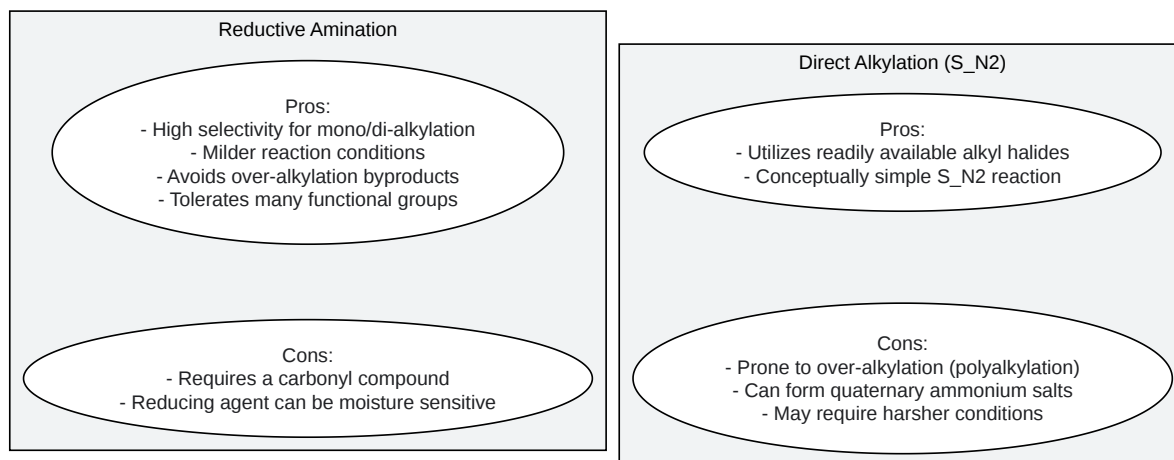 Reductive Amination
Pros:
- High selectivity for mono/di-alkylation
- Milder reaction conditions
- Avoids over-alkylation byproducts
- Tolerates many functional groups
Cons:
- Requires a carbonyl compound
- Reducing agent can be moisture sensitive
Direct Alkylation (S_N2)
Pros:
- Utilizes readily available alkyl halides
- Conceptually simple S_N2 reaction
Cons:
- Prone to over-alkylation (polyalkylation)
- Can form quaternary ammonium salts
- May require harsher conditions